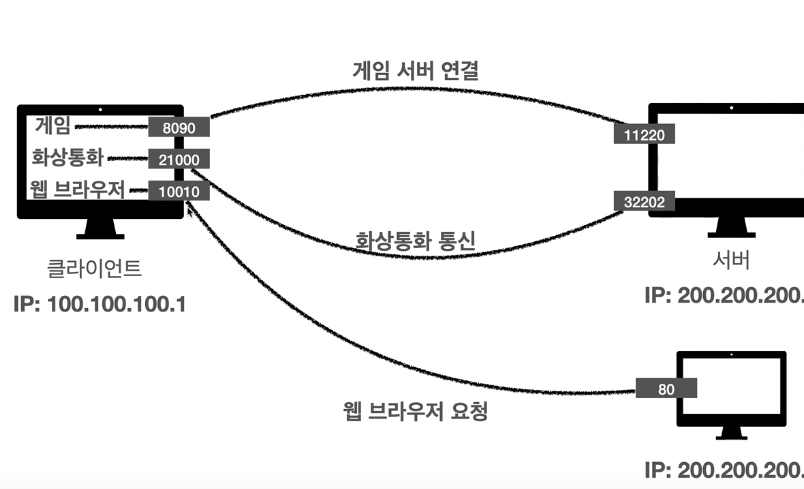 게임 서버 연결
게임 8090
11220
화상통화 21000
웹 브라우저 10010
32202
화상통화 통신
클라이언트
서버
IP: 100.100.100.1
IP: 200.200.200.
80
웹 브라우저 요청
IP: 200.200.200.